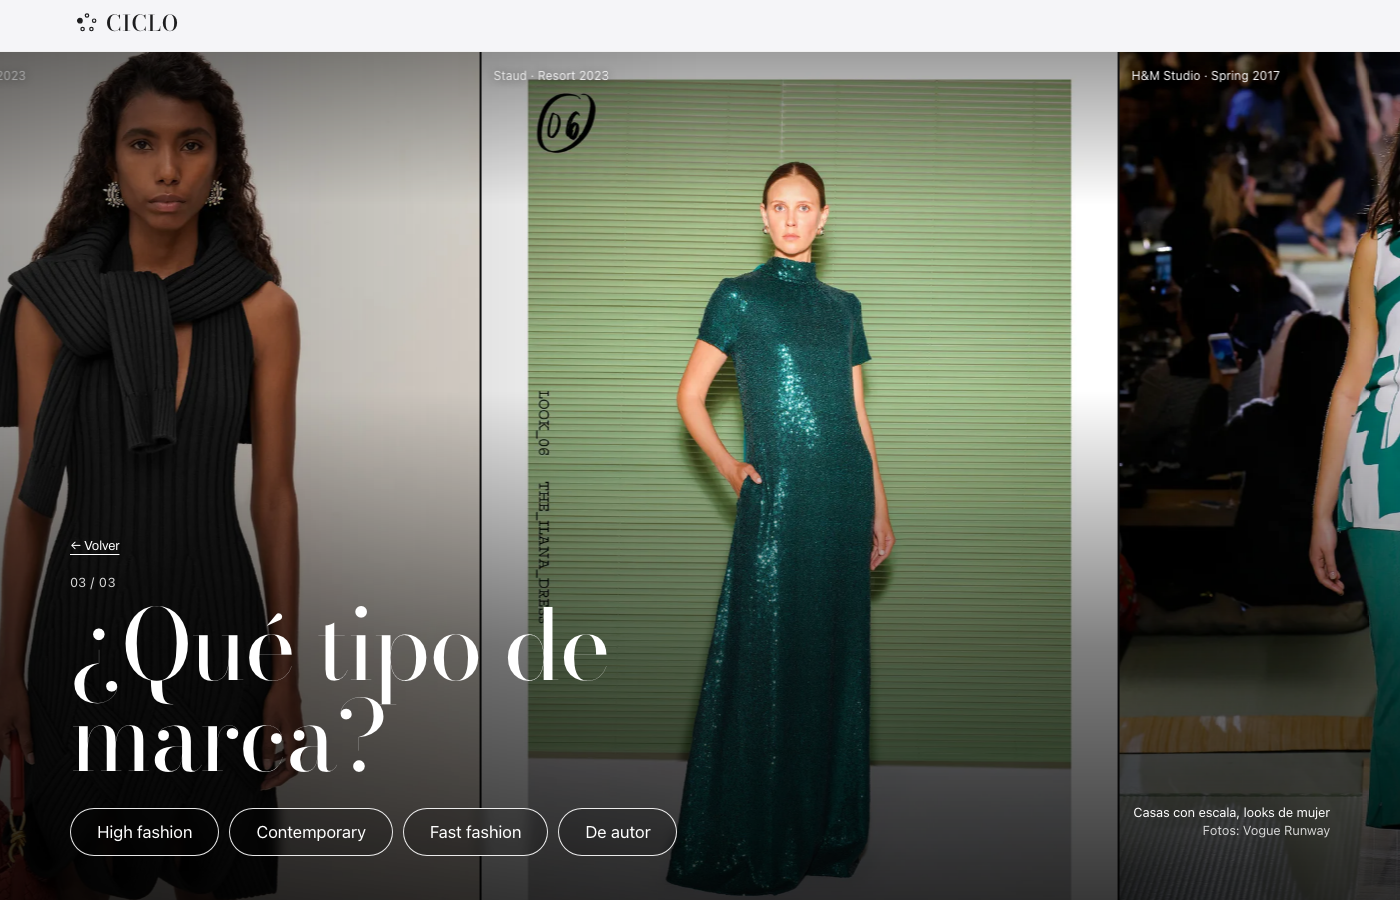 CICLO
2023
Staud · Resort 2023
H&M Studio · Spring 2017
06
LOOK_06 THE_ILANA_DRESS
← Volver
03 / 03
¿Qué tipo de
marca?
High fashion
Contemporary
Fast fashion
De autor
Casas con escala, looks de mujer
Fotos: Vogue Runway